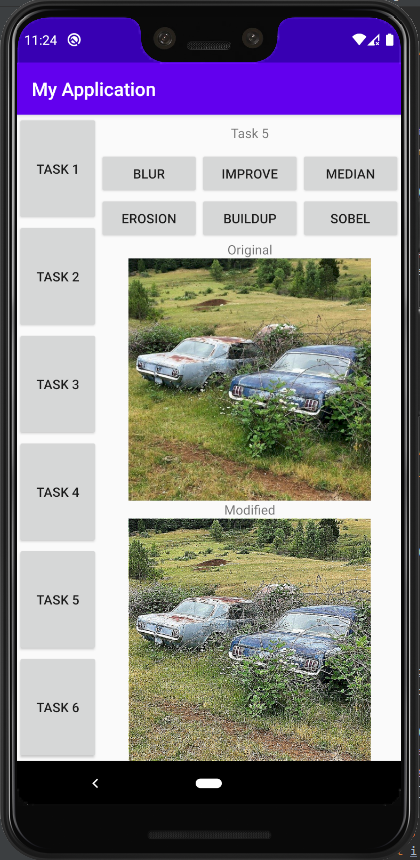 11:24
My Application
TASK 1
TASK 2
TASK 3
TASK 4
TASK 5
TASK 6
Task 5
BLUR IMPROVE MEDIAN
EROSION BUILDUP SOBEL
Original
Modified